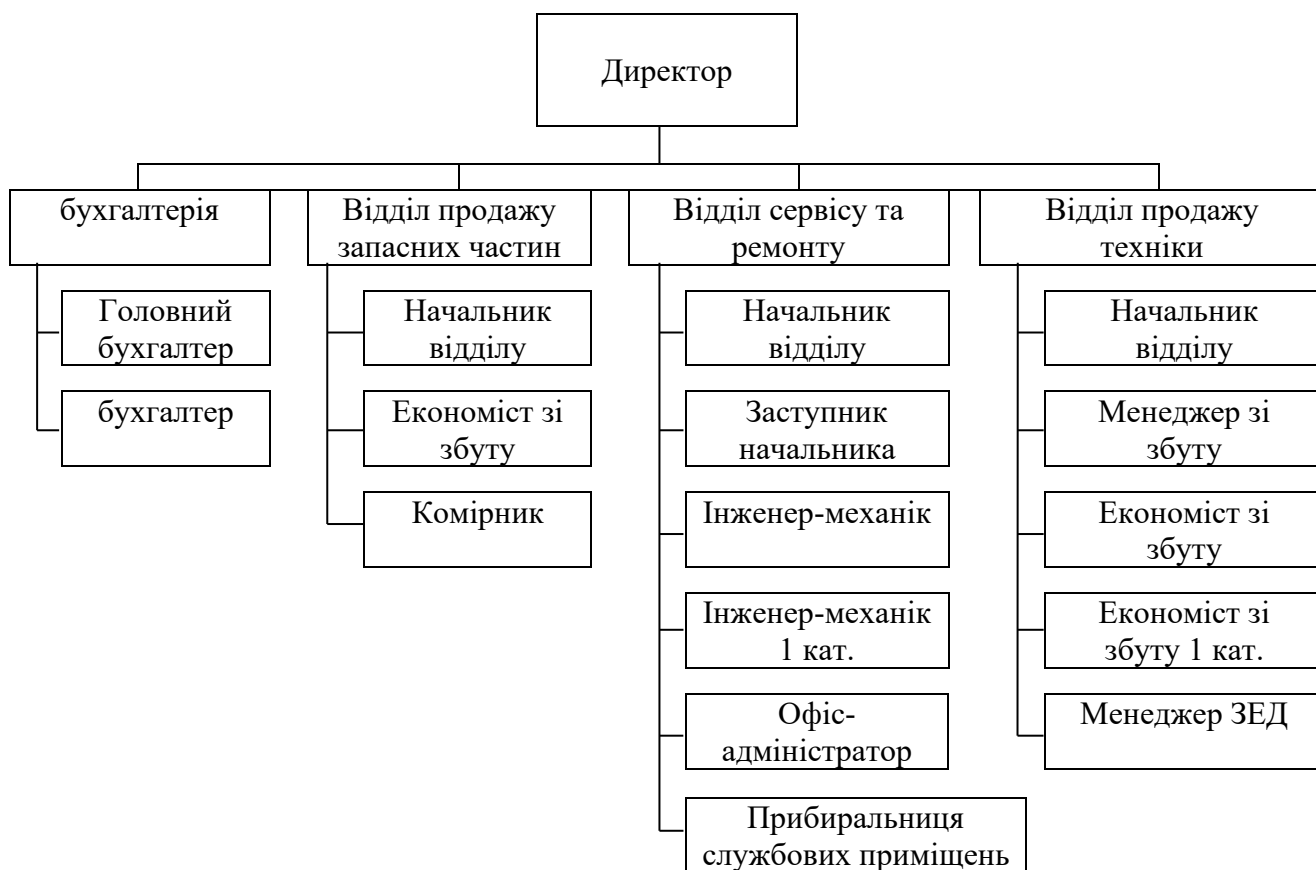 Директор
бухгалтерія
Відділ продажу
запасних частин
Відділ сервісу та
ремонту
Відділ продажу
техніки
Головний
бухгалтер
бухгалтер
Начальник
відділу
Економіст зі
збуту
Комірник
Начальник
відділу
Заступник
начальника
Інженер-механік
Інженер-механік
1 кат.
Офіс-
адміністратор
Прибиральниця
службових приміщень
Начальник
відділу
Менеджер зі
збуту
Економіст зі
збуту
Економіст зі
збуту 1 кат.
Менеджер ЗЕД